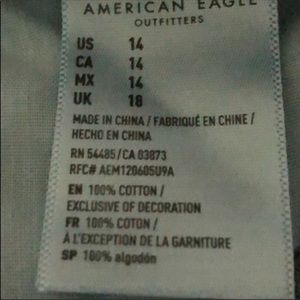 AMERICAN EAGLE
OUTFITTERS
US 14
CA 14
MX 14
UK 18
MADE IN CHINA / FABRIQUÉ EN CHINE /
HECHO EN CHINA
RN 54485/CA 03873
RFC# AEM120605U9A
EN 100% COTTON /
EXCLUSIVE OF DECORATION
FR 100% COTON /
À L'EXCEPTION DE LA GARNITURE
SP 100% algodón